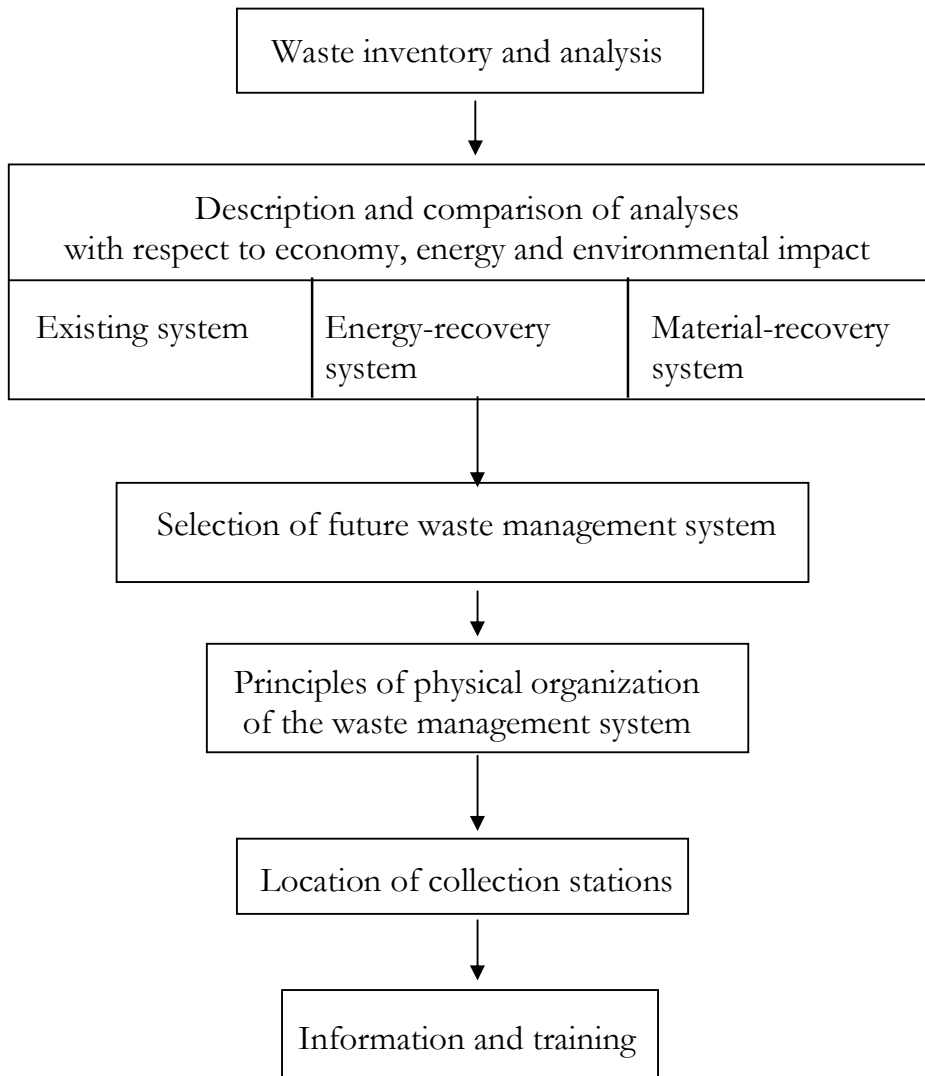 Waste inventory and analysis
Description and comparison of analyses
with respect to economy, energy and environmental impact
Existing system
Energy-recovery
system
Material-recovery
system
Selection of future waste management system
Principles of physical organization
of the waste management system
Location of collection stations
Information and training